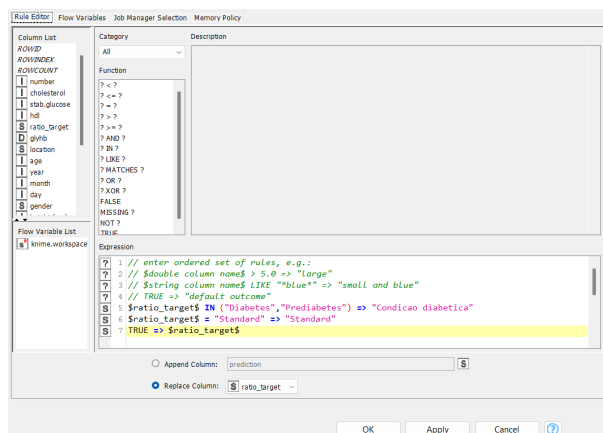 Rule Editor Flow Variables Job Manager Selection Memory Policy
Column List
ROWID
ROWINDEX
ROWCOUNT
I number
I cholesterol
I stab.glucose
I hdl
S ratio_target
D glyhb
S location
I age
I year
I month
I day
S gender
Flow Variable List
s knime.workspace
Category
All
Function
? < ?
? <= ?
? = ?
? > ?
? >= ?
? AND ?
? IN ?
? LIKE ?
? MATCHES ?
? OR ?
? XOR ?
FALSE
MISSING ?
NOT ?
TRUE
Description
Expression
? 1 // enter ordered set of rules, e.g.:
? 2 // $double column name$ > 5.0 => "large"
? 3 // $string column name$ LIKE "*blue*" => "small and blue"
? 4 // TRUE => "default outcome"
S 5 $ratio_target$ IN ("Diabetes","Prediabetes") => "Condicao diabetica"
S 6 $ratio_target$ = "Standard" => "Standard"
S 7 TRUE => $ratio_target$
Append Column: prediction S
Replace Column: S ratio_target
OK Apply Cancel ?